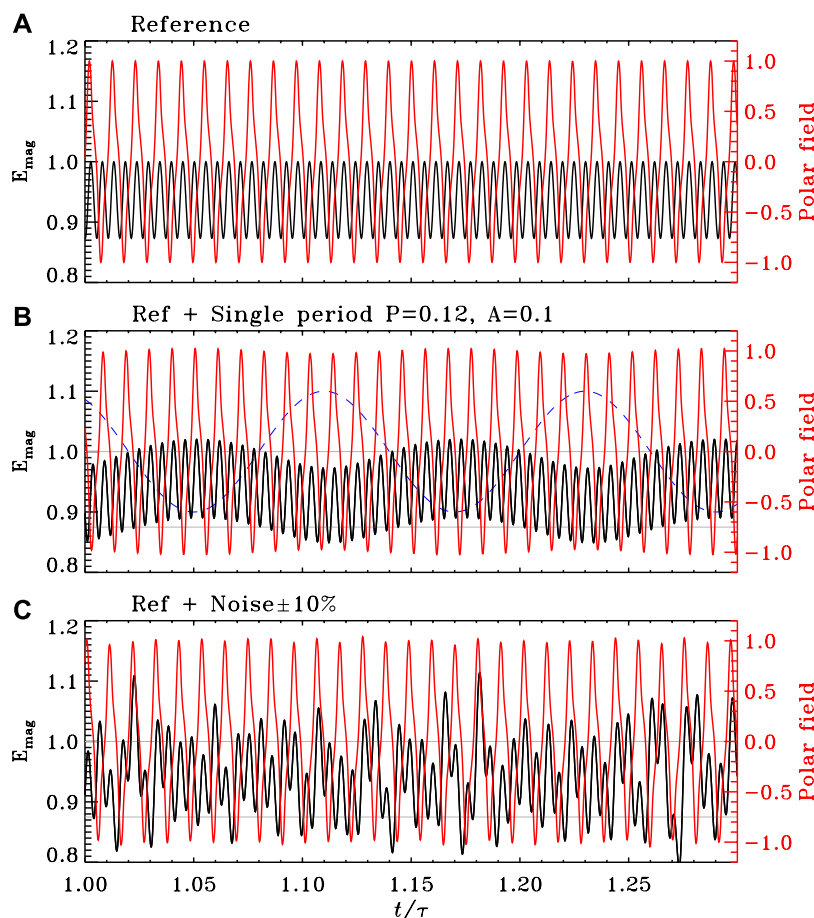 A Reference
1.2
1.1
1.0
0.9
0.8
E_mag
1.0
0.5
0.0
−0.5
−1.0
Polar field
B Ref + Single period P=0.12, A=0.1
1.2
1.1
1.0
0.9
0.8
E_mag
1.0
0.5
0.0
−0.5
−1.0
Polar field
C Ref + Noise±10%
1.2
1.1
1.0
0.9
0.8
E_mag
1.0
0.5
0.0
−0.5
−1.0
Polar field
1.00 1.05 1.10 1.15 1.20 1.25
t/τ